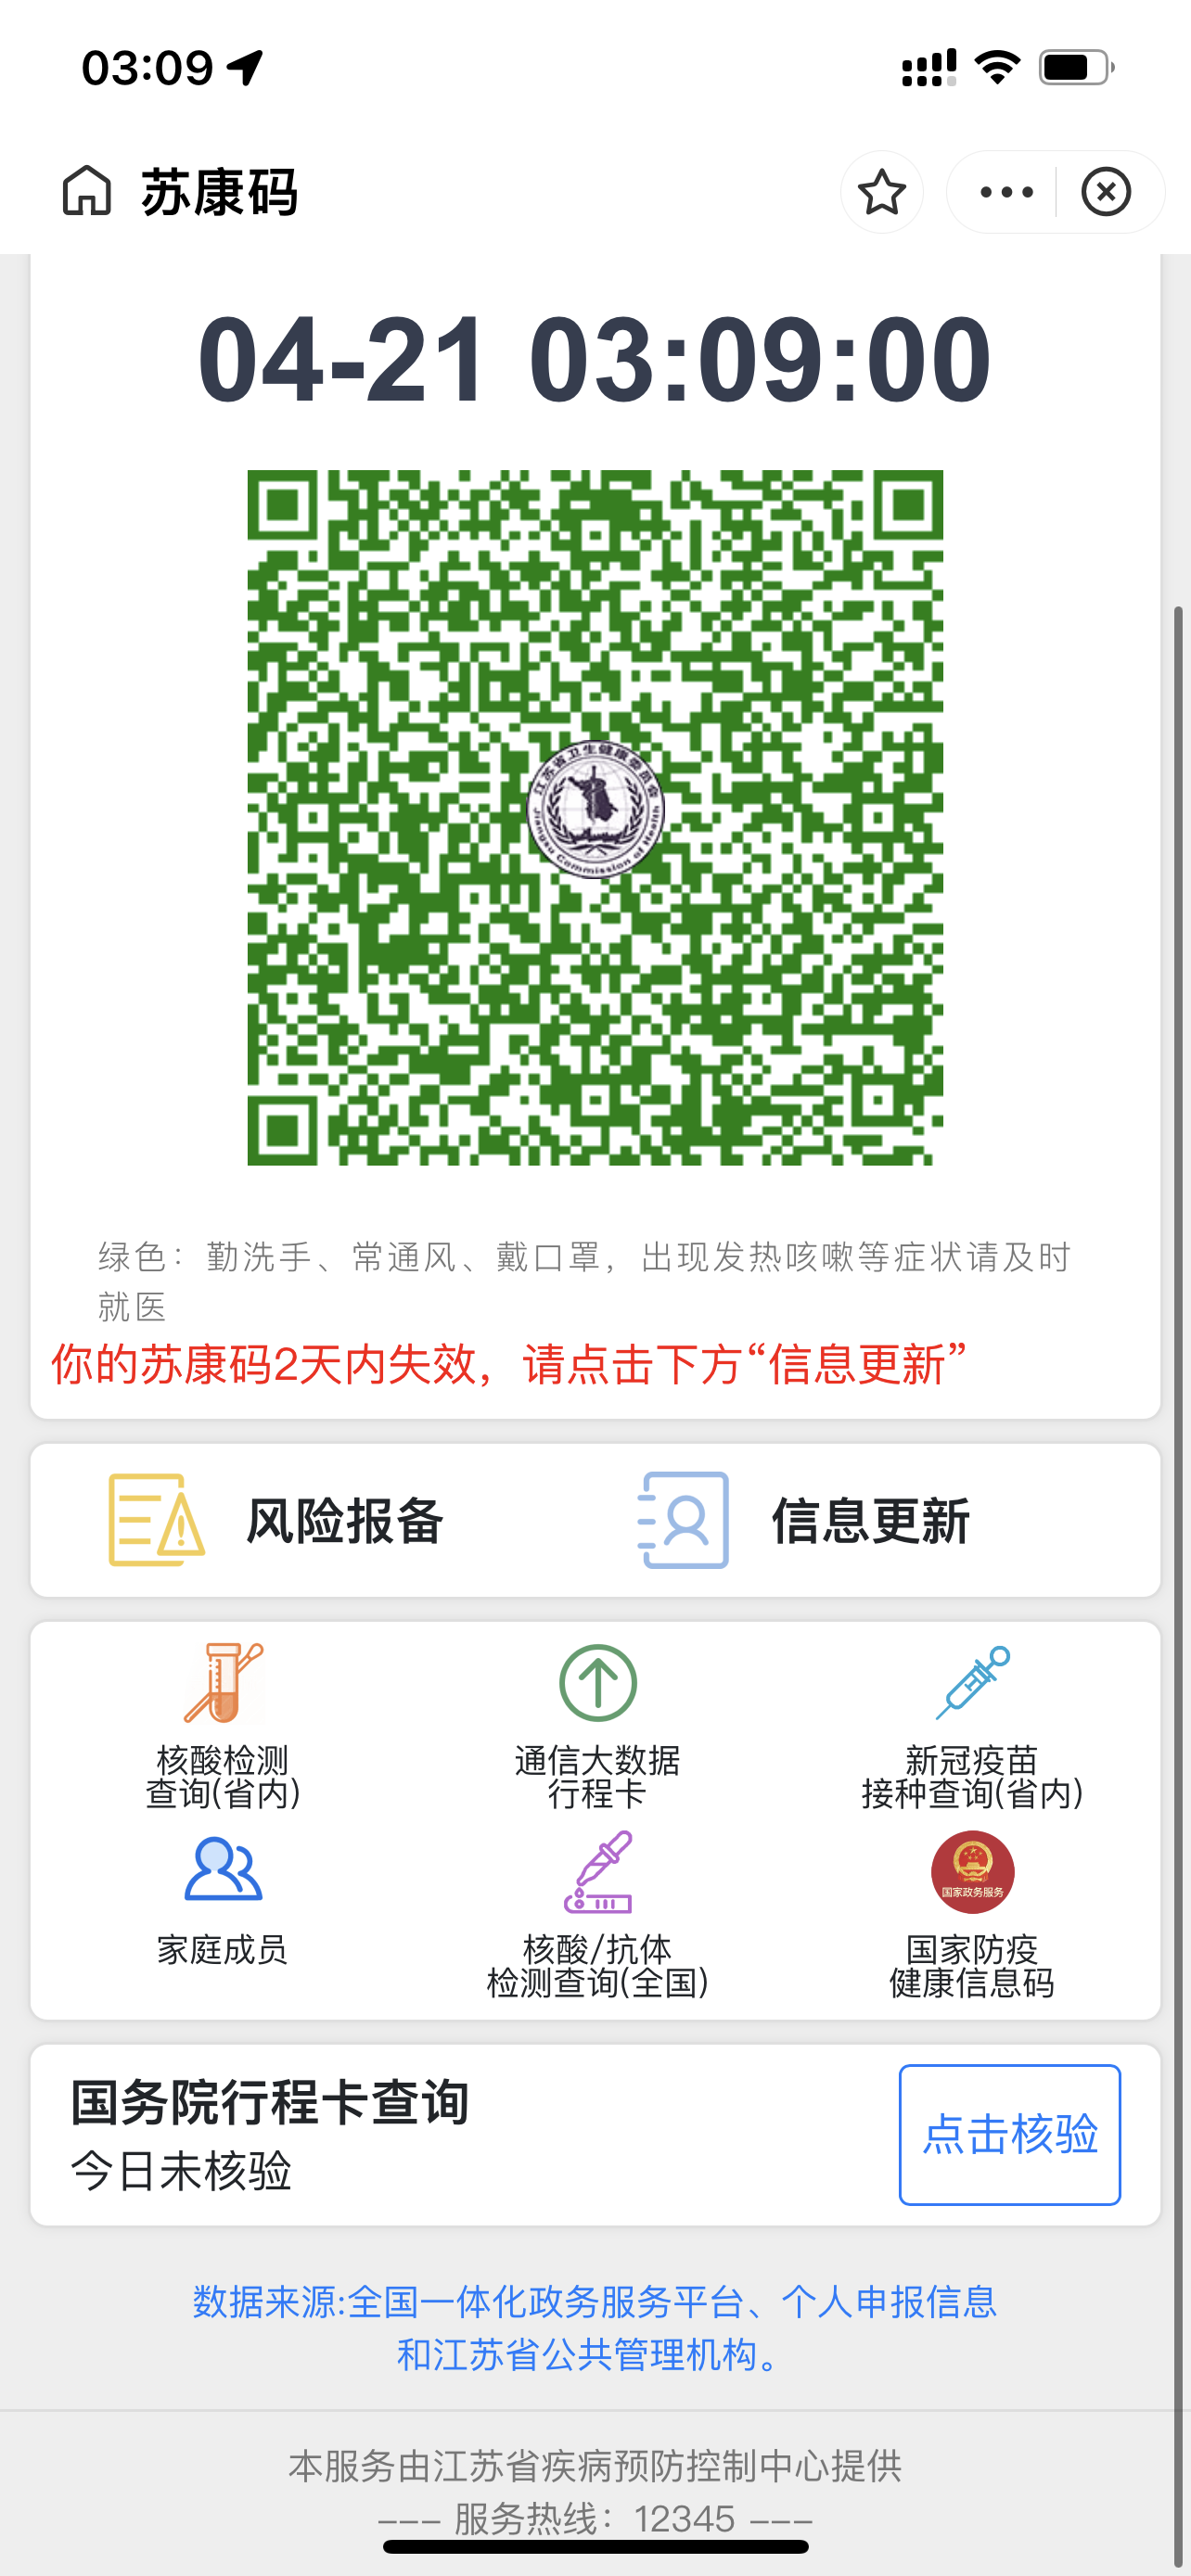 03:09
苏康码
04-21 03:09:00
江苏省卫生健康委员会
Jiangsu Commission of Health
绿色：勤洗手、常通风、戴口罩，出现发热咳嗽等症状请及时
就医
你的苏康码2天内失效，请点击下方“信息更新”
风险报备
信息更新
核酸检测
查询(省内)
通信大数据
行程卡
新冠疫苗
接种查询(省内)
国家政务服务
家庭成员
核酸/抗体
检测查询(全国)
国家防疫
健康信息码
国务院行程卡查询
今日未核验
点击核验
数据来源:全国一体化政务服务平台、个人申报信息
和江苏省公共管理机构。
本服务由江苏省疾病预防控制中心提供
--- 服务热线：12345 ---